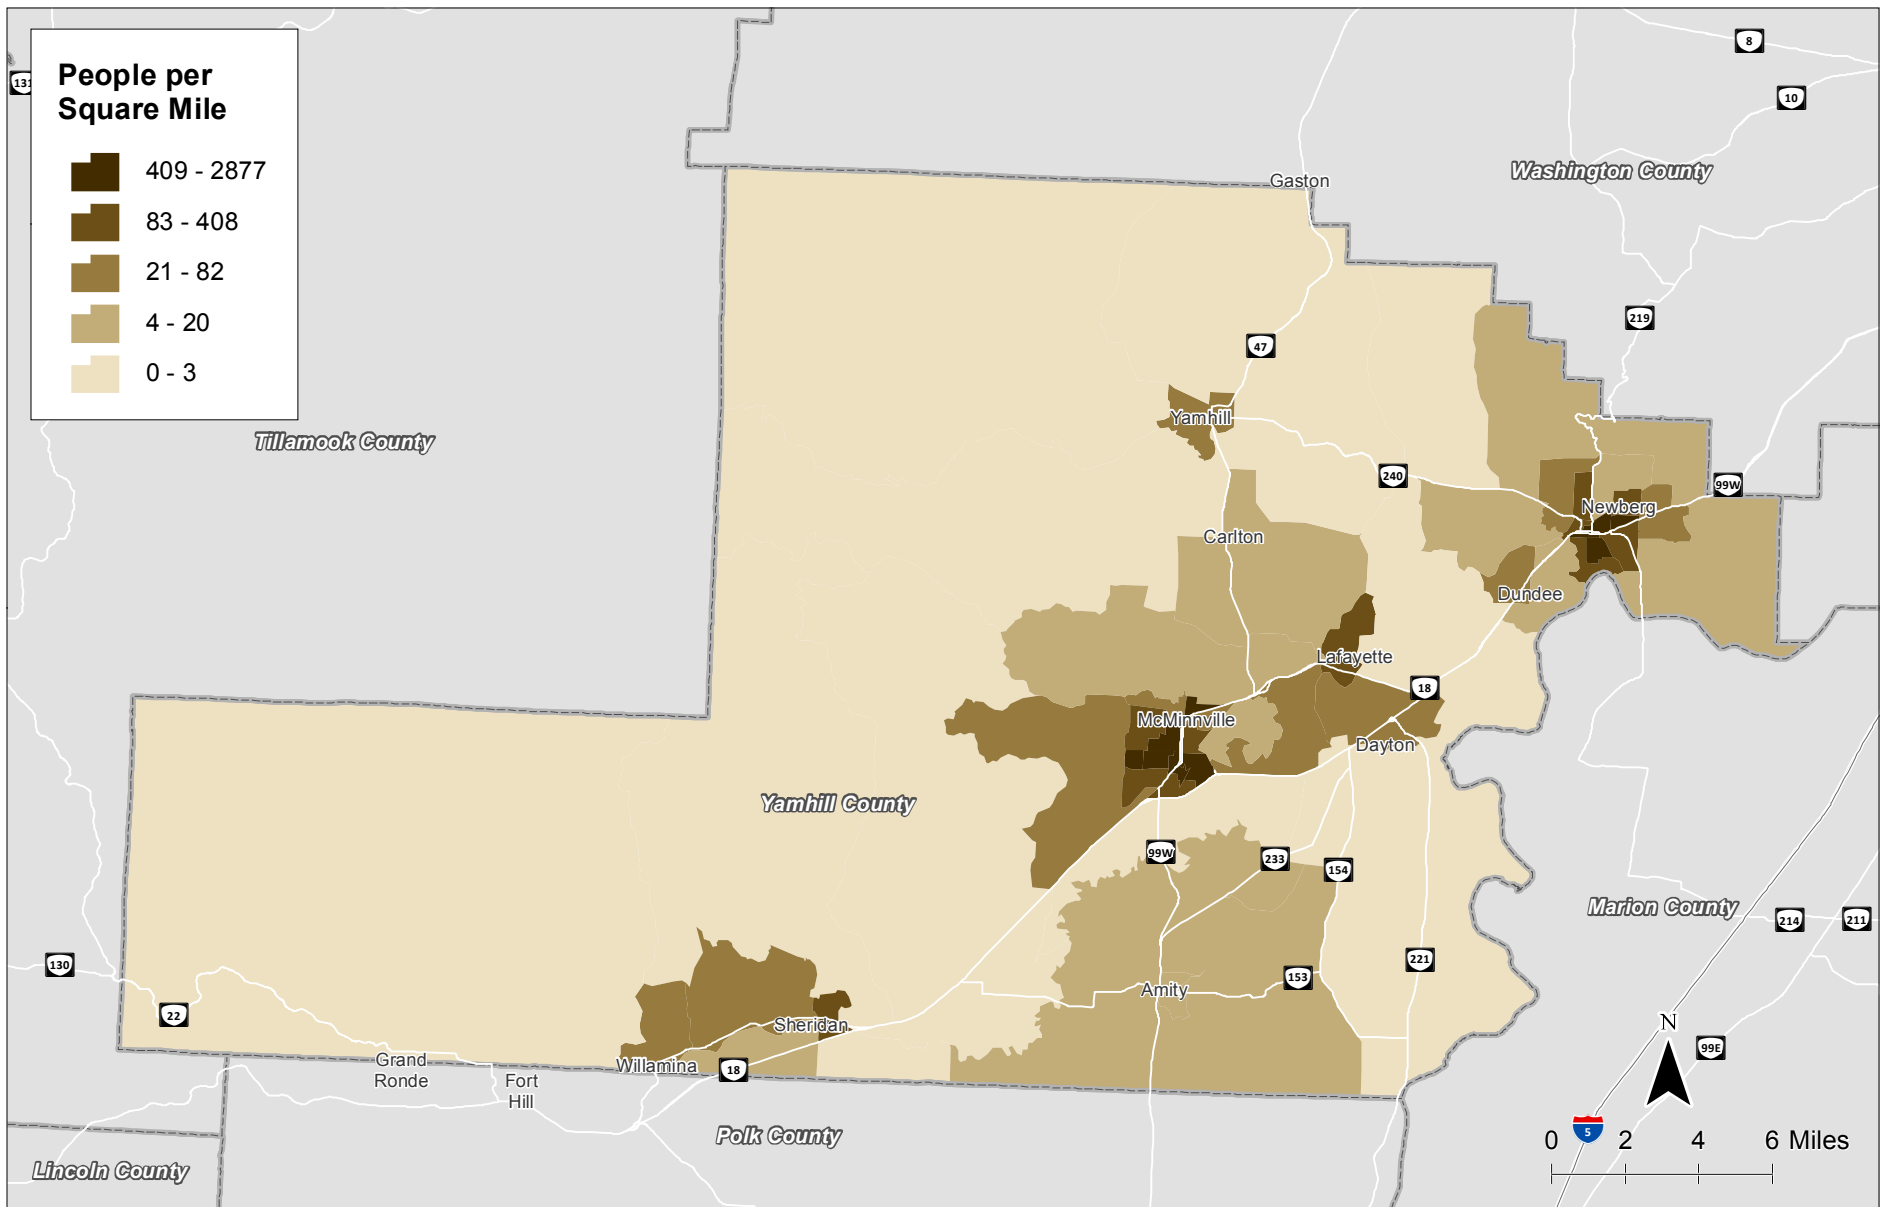 People per
Square Mile
409 - 2877
83 - 408
21 - 82
4 - 20
0 - 3
131
8
10
Washington County
Gaston
219
47
Tillamook County
Yamhill
240
99W
Newberg
Carlton
Dundee
Lafayette
18
McMinnville
Dayton
Yamhill County
99W
233
154
Marion County
214
211
130
221
153
Amity
22
Sheridan
N
99E
Grand
Ronde
Willamina
18
Fort
Hill
Polk County
5
0 2 4 6 Miles
Lincoln County